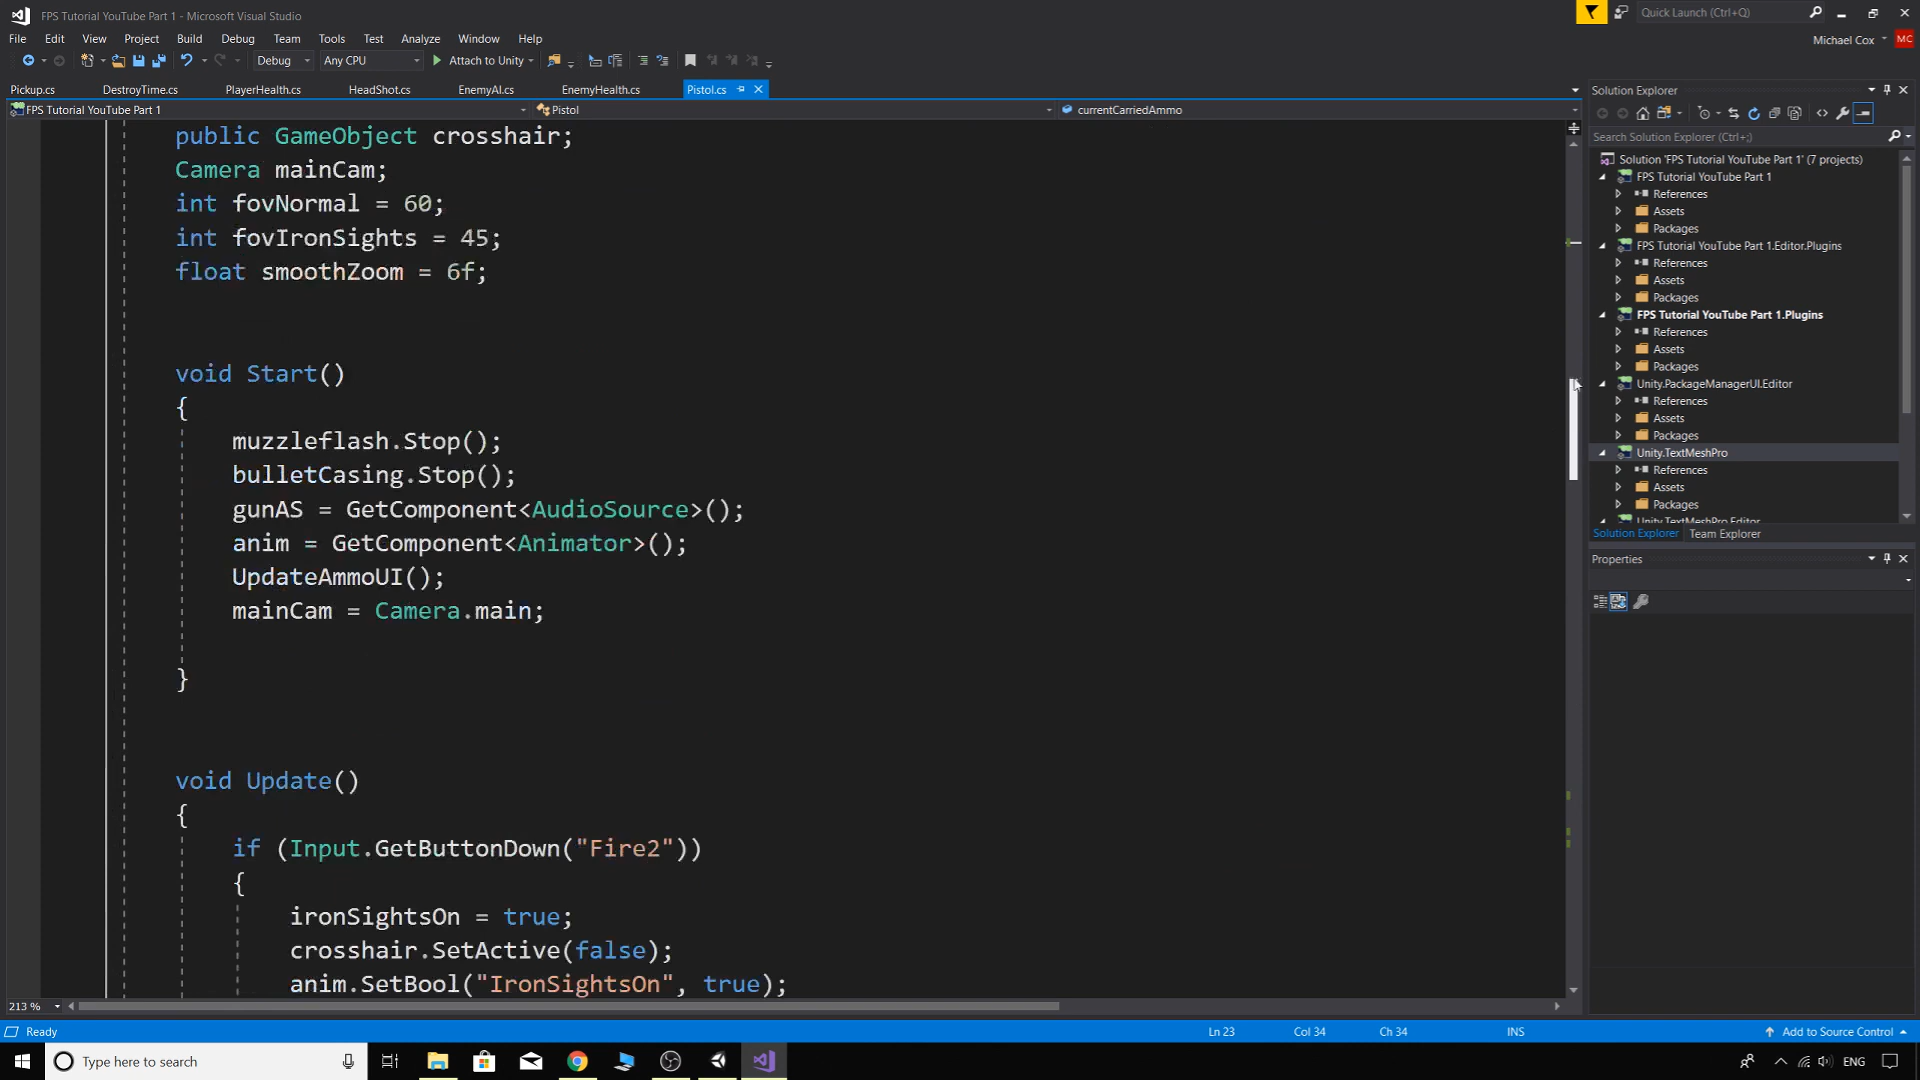 FPS Tutorial YouTube Part 1 - Microsoft Visual Studio
Quick Launch (Ctrl+Q)
File Edit View Project Build Debug Team Tools Test Analyze Window Help
Michael Cox MC
Debug Any CPU Attach to Unity
Pickup.cs DestroyTime.cs PlayerHealth.cs HeadShot.cs EnemyAI.cs EnemyHealth.cs Pistol.cs
FPS Tutorial YouTube Part 1 Pistol currentCarriedAmmo
public GameObject crosshair;
Camera mainCam;
int fovNormal = 60;
int fovIronSights = 45;
float smoothZoom = 6f;
void Start()
{
muzzleflash.Stop();
bulletCasing.Stop();
gunAS = GetComponent<AudioSource>();
anim = GetComponent<Animator>();
UpdateAmmoUI();
mainCam = Camera.main;
}
void Update()
{
if (Input.GetButtonDown("Fire2"))
{
ironSightsOn = true;
crosshair.SetActive(false);
anim.SetBool("IronSightsOn", true);
213 %
Solution Explorer
Search Solution Explorer (Ctrl+;)
Solution 'FPS Tutorial YouTube Part 1' (7 projects)
FPS Tutorial YouTube Part 1
References
Assets
Packages
FPS Tutorial YouTube Part 1.Editor.Plugins
References
Assets
Packages
FPS Tutorial YouTube Part 1.Plugins
References
Assets
Packages
Unity.PackageManagerUI.Editor
References
Assets
Packages
Unity.TextMeshPro
References
Assets
Packages
Unity.TextMeshPro.Editor
Solution Explorer Team Explorer
Properties
Ready Ln 23 Col 34 Ch 34 INS Add to Source Control
Type here to search
ENG